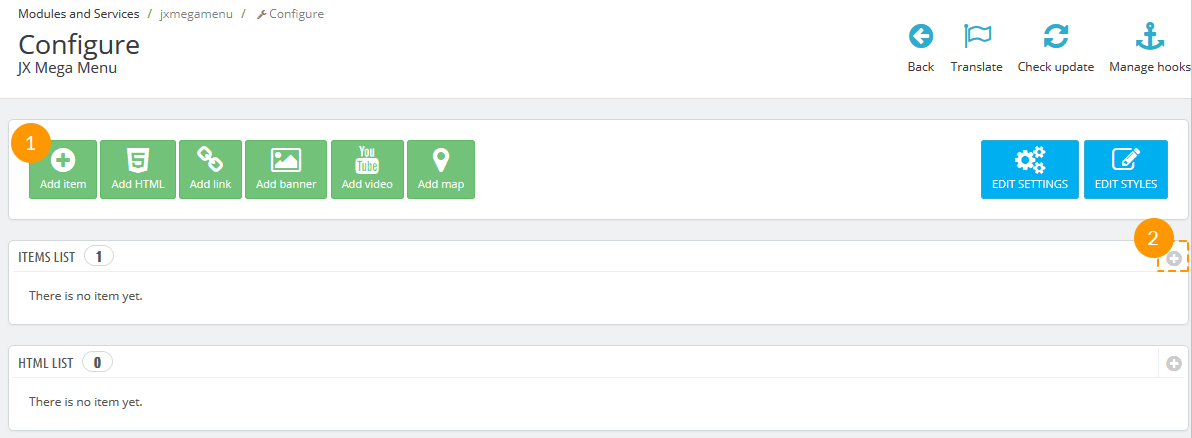 Modules and Services / jxmegamenu / Configure
Configure
JX Mega Menu
Back Translate Check update Manage hooks
1
5
You
Tube
Add item Add HTML Add link Add banner Add video Add map
EDIT SETTINGS EDIT STYLES
2
ITEMS LIST 1
There is no item yet.
HTML LIST 0
There is no item yet.